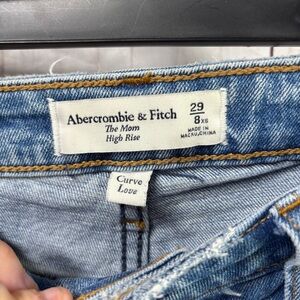 Abercrombie & Fitch
The Mom
High Rise
29
8XS
MADE IN
MACAU, CHINA
Curve
Love